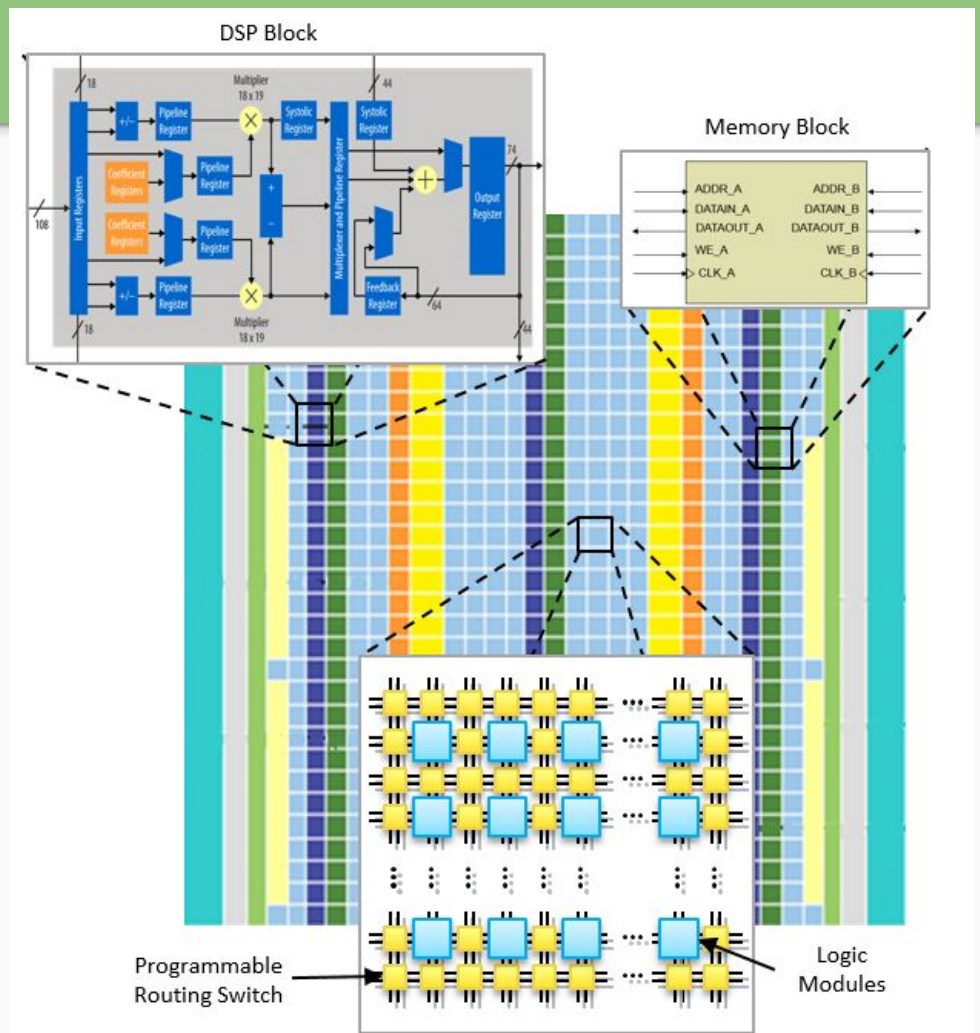 DSP Block
18
44
Multiplier
18 x 19
Input Registers
+/−
Pipeline
Register
×
Systolic
Register
Multiplexer and Pipeline Register
Systolic
Register
74
Coefficient
Registers
Pipeline
Register
+
−
+
Output
Register
108
Coefficient
Registers
Pipeline
Register
+/−
Pipeline
Register
×
Feedback
Register
64
18
Multiplier
18 x 19
44
Memory Block
ADDR_A
ADDR_B
DATAIN_A
DATAIN_B
DATAOUT_A
DATAOUT_B
WE_A
WE_B
CLK_A
CLK_B
Programmable
Routing Switch
Logic
Modules